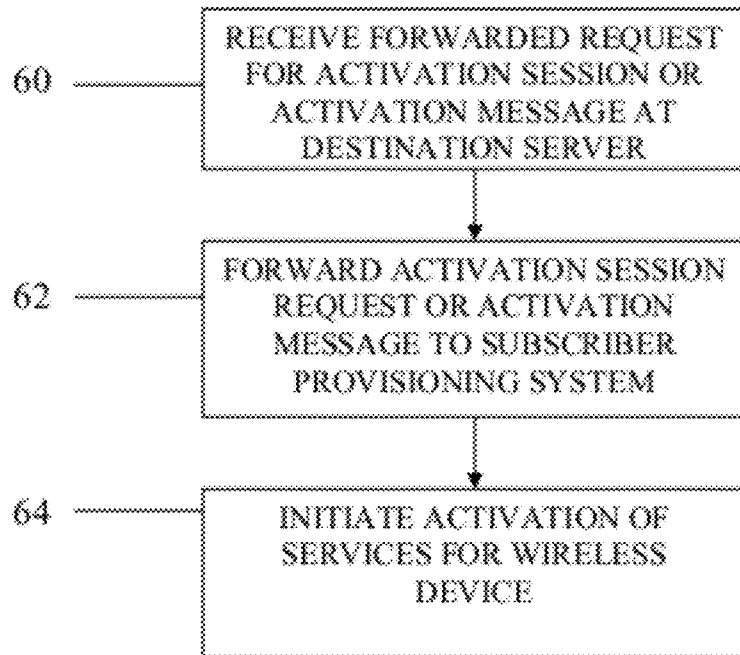 60
RECEIVE FORWARDED REQUEST
FOR ACTIVATION SESSION OR
ACTIVATION MESSAGE AT
DESTINATION SERVER
62
FORWARD ACTIVATION SESSION
REQUEST OR ACTIVATION
MESSAGE TO SUBSCRIBER
PROVISIONING SYSTEM
64
INITIATE ACTIVATION OF
SERVICES FOR WIRELESS
DEVICE